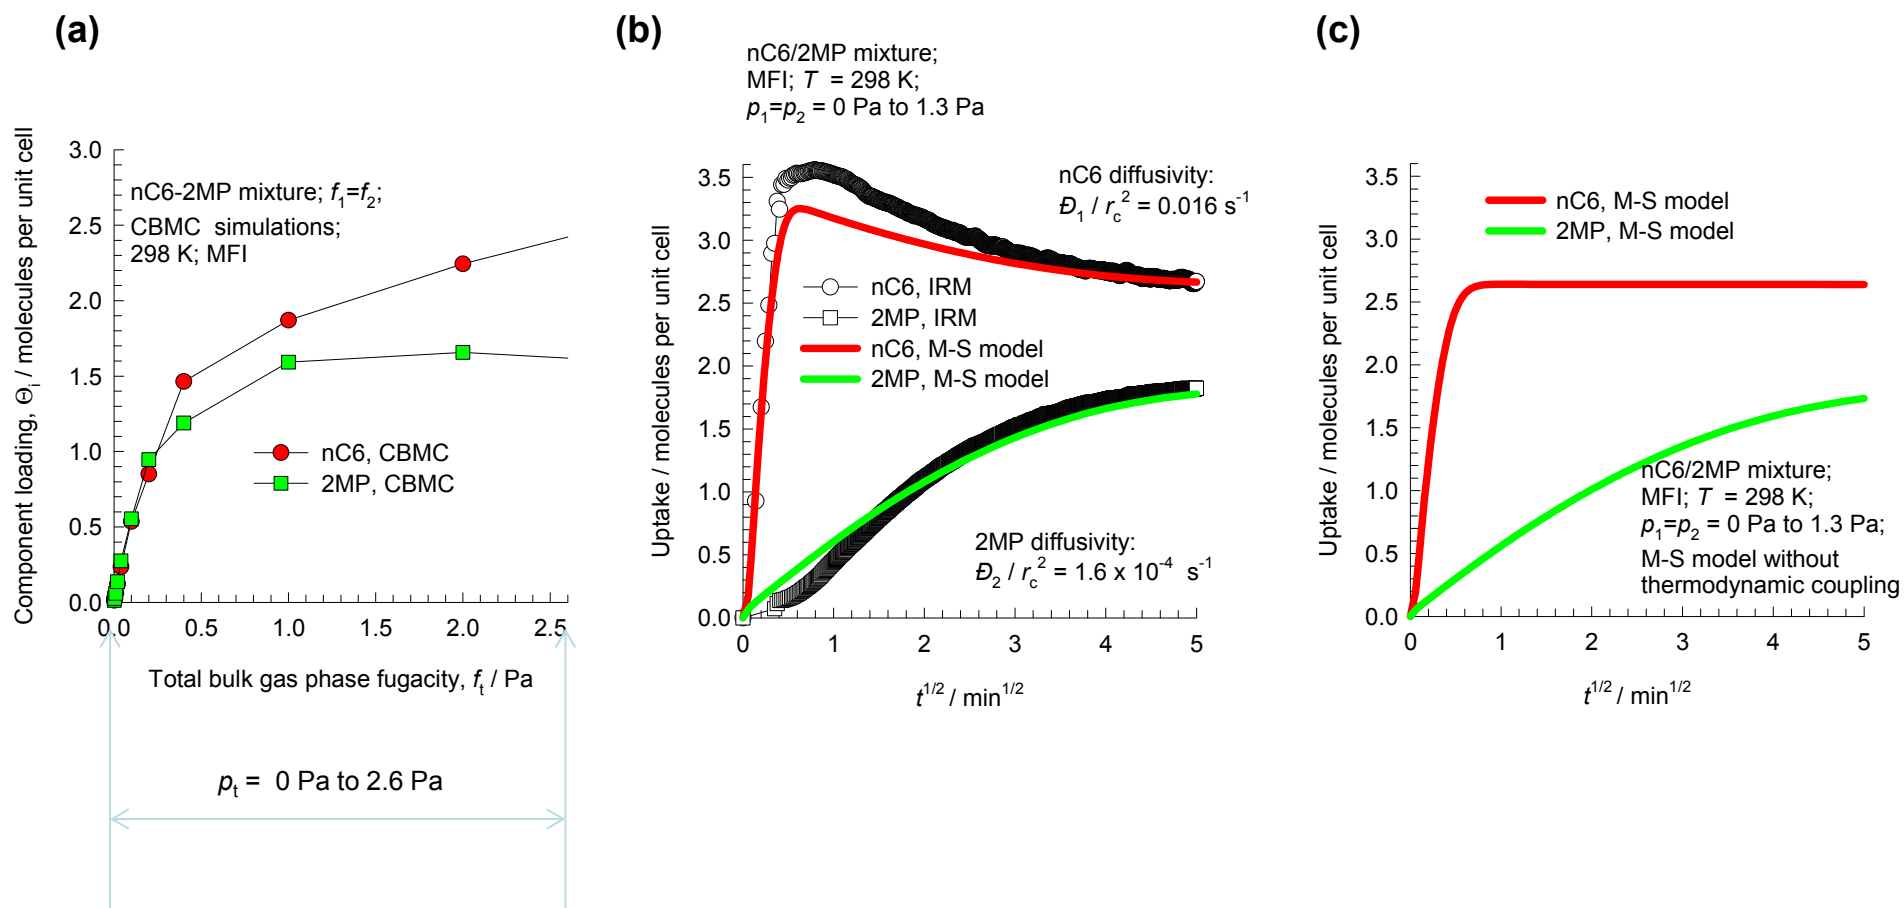 (a)
3.0
2.5
2.0
1.5
1.0
0.5
0.0
Component loading, Θi / molecules per unit cell
nC6-2MP mixture; f1=f2;
CBMC simulations;
298 K; MFI
nC6, CBMC
2MP, CBMC
0.0 0.5 1.0 1.5 2.0 2.5
Total bulk gas phase fugacity, ft / Pa
pt = 0 Pa to 2.6 Pa
(b)
nC6/2MP mixture;
MFI; T = 298 K;
p1=p2 = 0 Pa to 1.3 Pa
3.5
3.0
2.5
2.0
1.5
1.0
0.5
0.0
Uptake / molecules per unit cell
nC6 diffusivity:
Đ1 / rc2 = 0.016 s-1
nC6, IRM
2MP, IRM
nC6, M-S model
2MP, M-S model
2MP diffusivity:
Đ2 / rc2 = 1.6 x 10-4 s-1
0 1 2 3 4 5
t1/2 / min1/2
(c)
3.5
3.0
2.5
2.0
1.5
1.0
0.5
0.0
Uptake / molecules per unit cell
nC6, M-S model
2MP, M-S model
nC6/2MP mixture;
MFI; T = 298 K;
p1=p2 = 0 Pa to 1.3 Pa;
M-S model without
thermodynamic coupling
0 1 2 3 4 5
t1/2 / min1/2